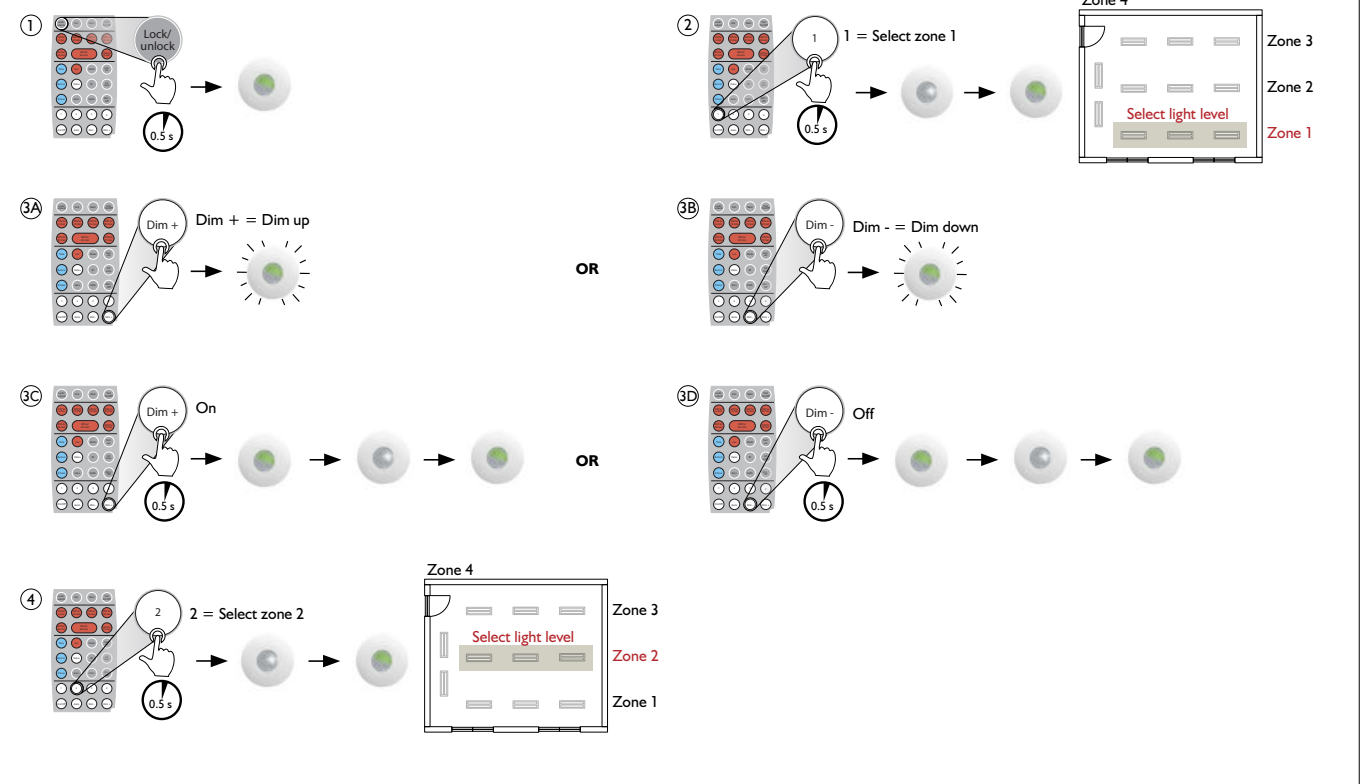 1
Lock/
unlock
0.5 s
2
1
1 = Select zone 1
0.5 s
Zone 4
Zone 3
Zone 2
Select light level
Zone 1
3A
Dim +
Dim + = Dim up
OR
3B
Dim -
Dim - = Dim down
3C
Dim +
On
0.5 s
OR
3D
Dim -
Off
0.5 s
4
2
2 = Select zone 2
0.5 s
Zone 4
Zone 3
Select light level
Zone 2
Zone 1